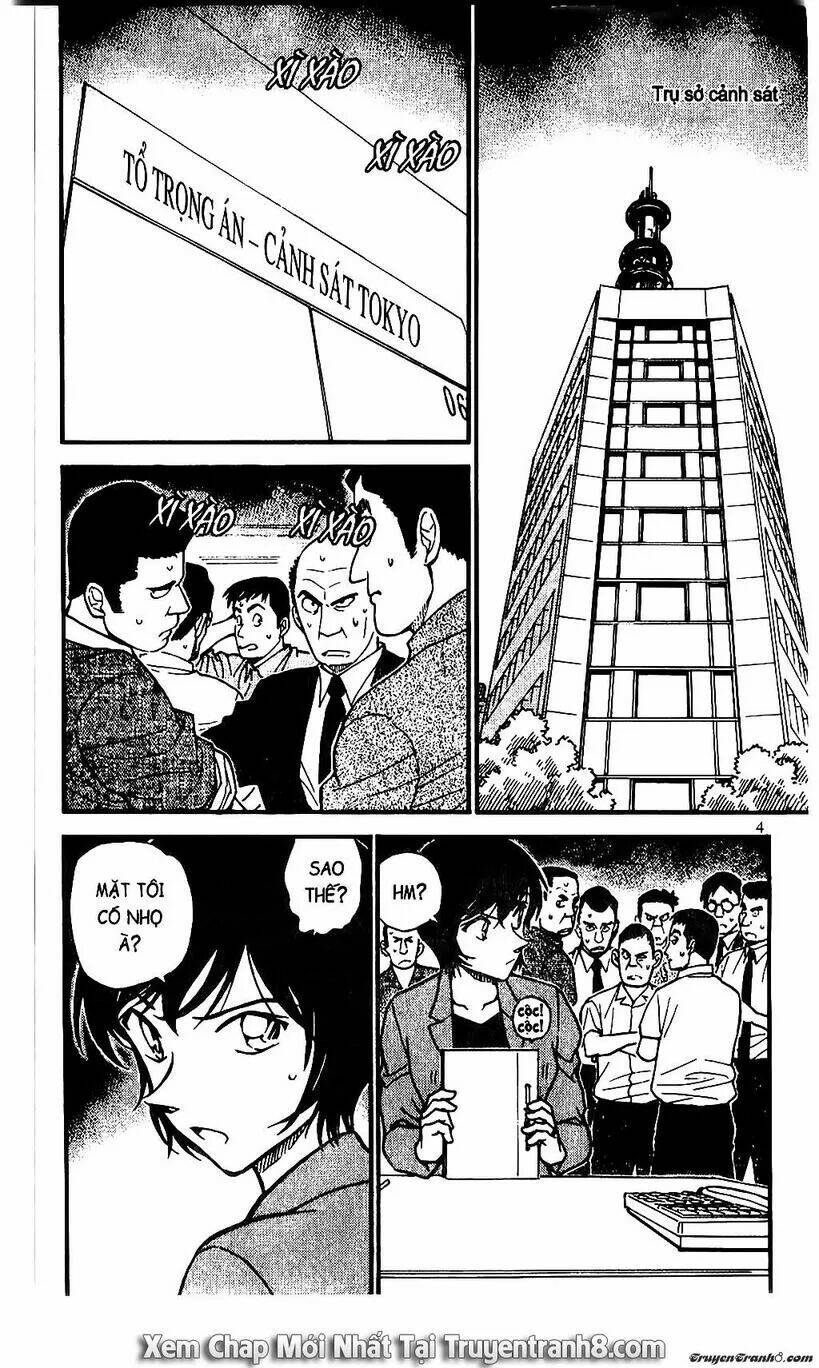 Trụ sở cảnh sát
XÌ XÀO
XÌ XÀO
TỔ TRỌNG ÁN – CẢNH SÁT TOKYO
06
XÌ XÀO
XÌ XÀO
4
HM?
CỘC!
CỘC!
SAO
THẾ?
MẶT TÔI
CÓ NHỌ
À?
Xem Chap Mới Nhất Tại Truyentranh8.com
TruyenTranh8.com